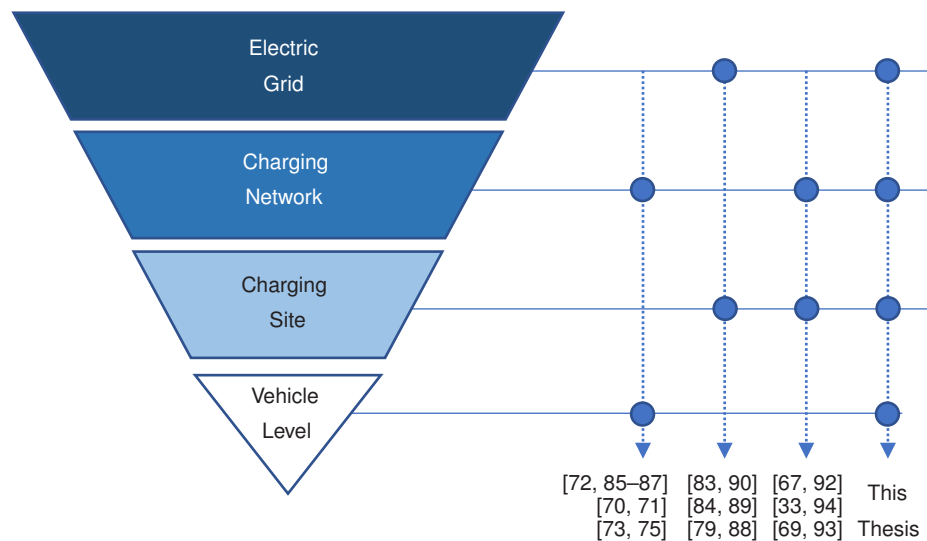 Electric
Grid
Charging
Network
Charging
Site
Vehicle
Level
[72, 85–87] [83, 90] [67, 92]
[70, 71] [84, 89] [33, 94]
[73, 75] [79, 88] [69, 93]
This
Thesis